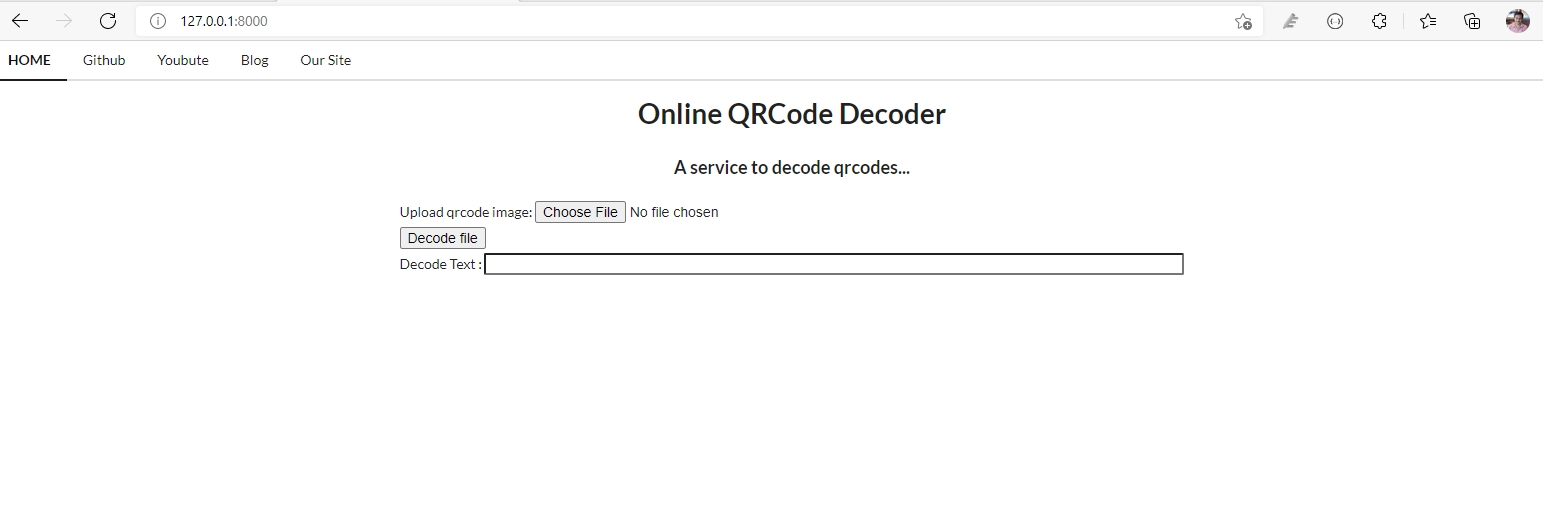 127.0.0.1:8000
HOME Github Youbute Blog Our Site
Online QRCode Decoder
A service to decode qrcodes...
Upload qrcode image: Choose File No file chosen
Decode file
Decode Text :